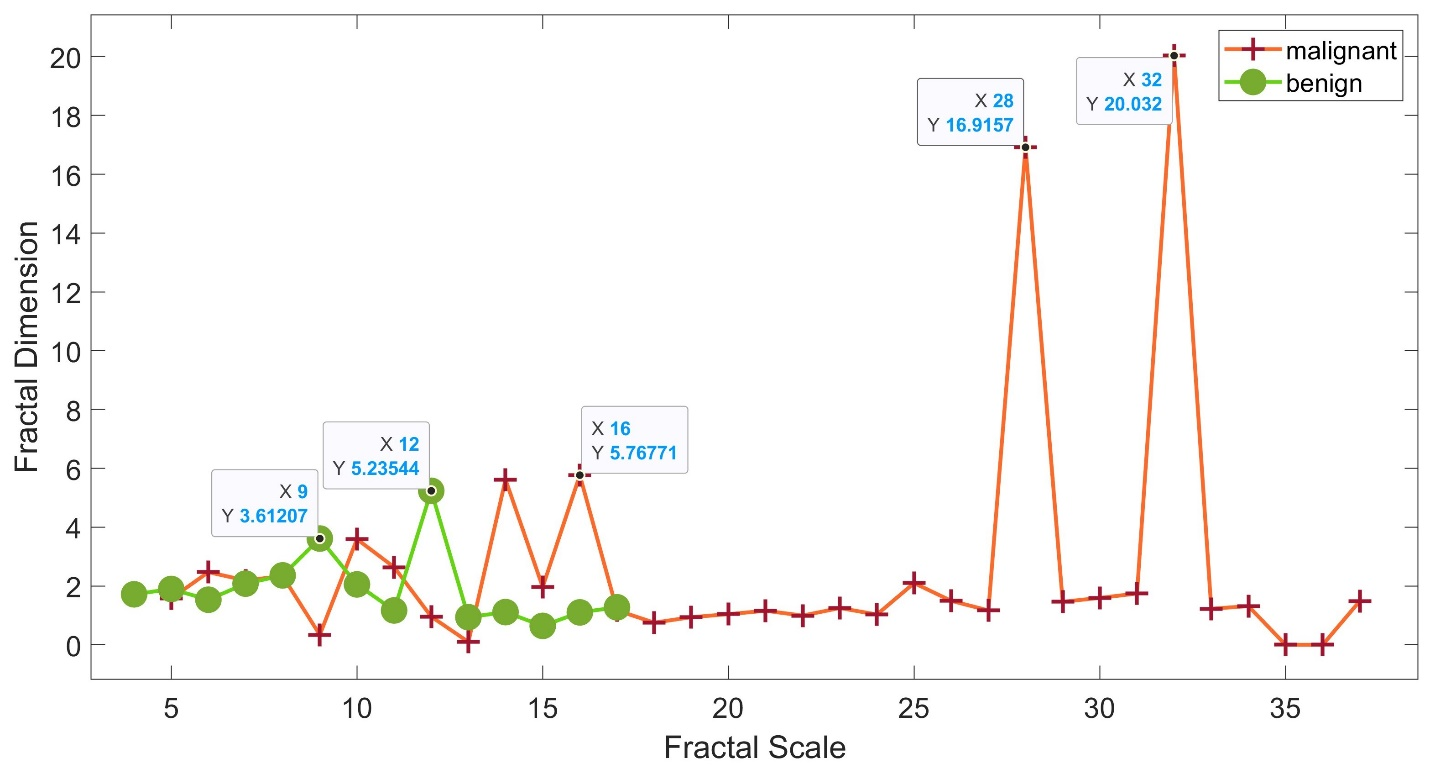 20
18
16
14
12
10
8
6
4
2
0
Fractal Dimension
X 9
Y 3.61207
X 12
Y 5.23544
X 16
Y 5.76771
X 28
Y 16.9157
X 32
Y 20.032
malignant
benign
5 10 15 20 25 30 35
Fractal Scale